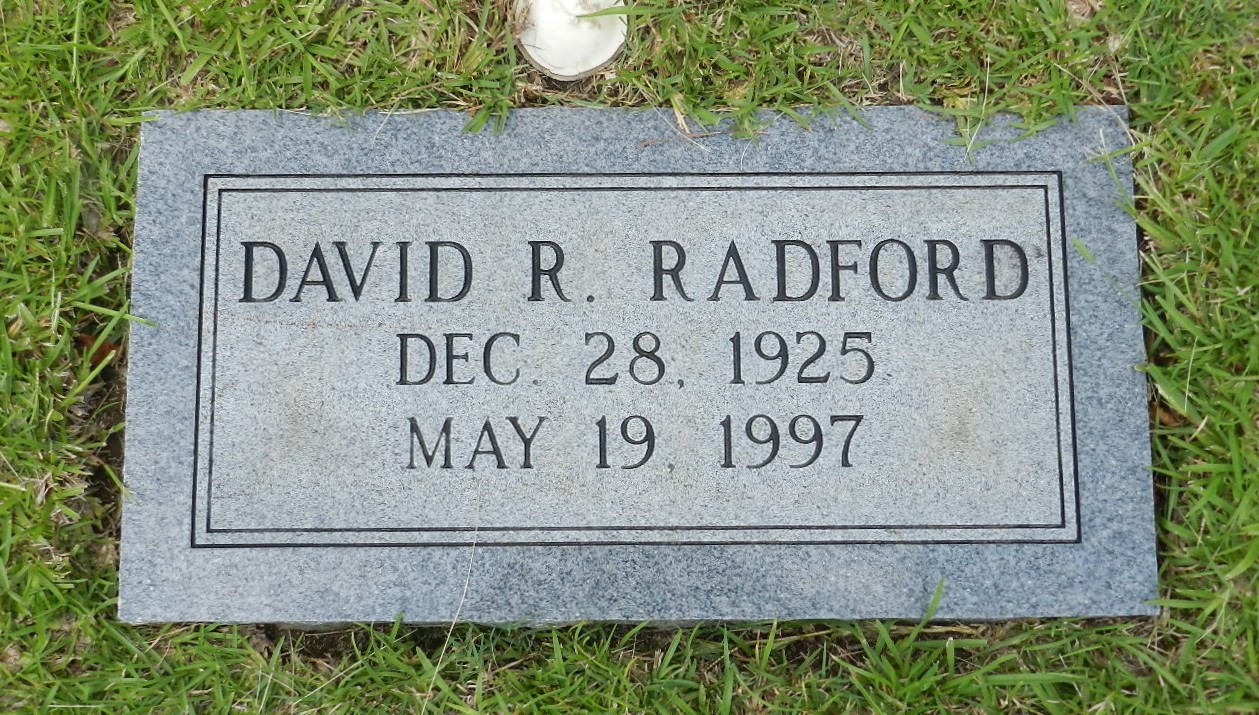 DAVID R. RADFORD
DEC. 28, 1925
MAY 19, 1997